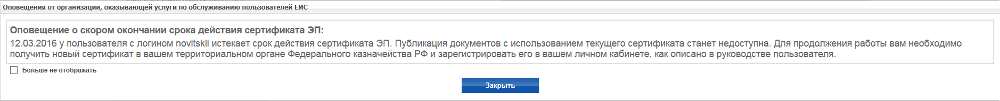 Оповещения от организации, оказывающей услуги по обслуживанию пользователей ЕИС
Оповещение о скором окончании срока действия сертификата ЭП:
12.03.2016 у пользователя с логином novitskii истекает срок действия сертификата ЭП. Публикация документов с использованием текущего сертификата станет недоступна. Для продолжения работы вам необходимо
получить новый сертификат в вашем территориальном органе Федерального казначейства РФ и зарегистрировать его в вашем личном кабинете, как описано в руководстве пользователя.
Больше не отображать
Закрыть